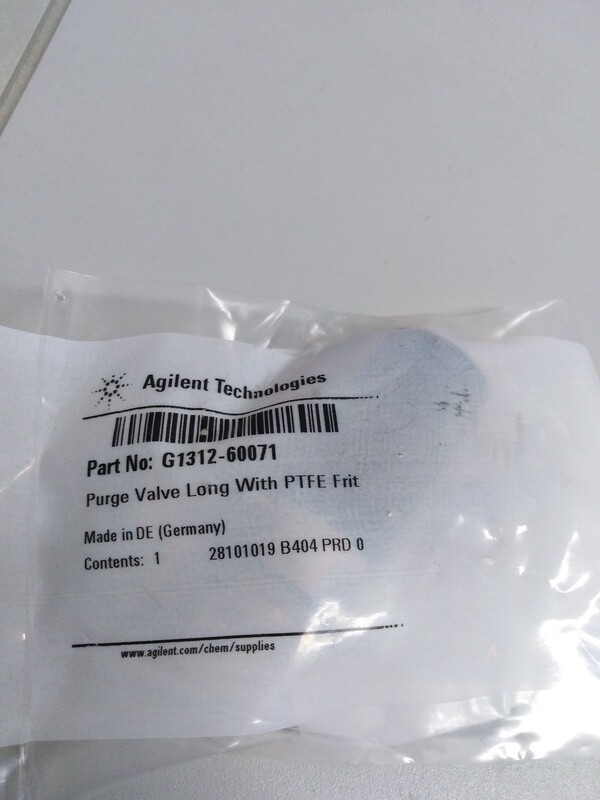 Agilent Technologies
Part No: G1312-60071
Purge Valve Long With PTFE Frit
Made in DE (Germany)
Contents: 1 28101019 B404 PRD 0
www.agilent.com/chem/supplies